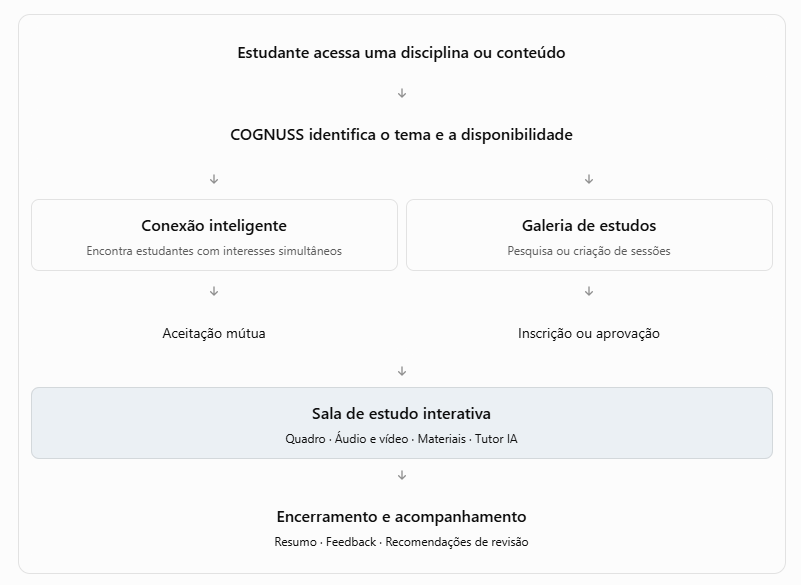 Estudante acessa uma disciplina ou conteúdo
↓
COGNUSS identifica o tema e a disponibilidade
↓ ↓
Conexão inteligente
Encontra estudantes com interesses simultâneos
Galeria de estudos
Pesquisa ou criação de sessões
↓ ↓
Aceitação mútua
Inscrição ou aprovação
↓
Sala de estudo interativa
Quadro · Áudio e vídeo · Materiais · Tutor IA
↓
Encerramento e acompanhamento
Resumo · Feedback · Recomendações de revisão